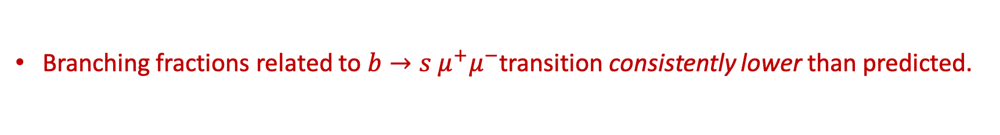 • Branching fractions related to 𝑏 → 𝑠 𝜇⁺𝜇⁻transition consistently lower than predicted.